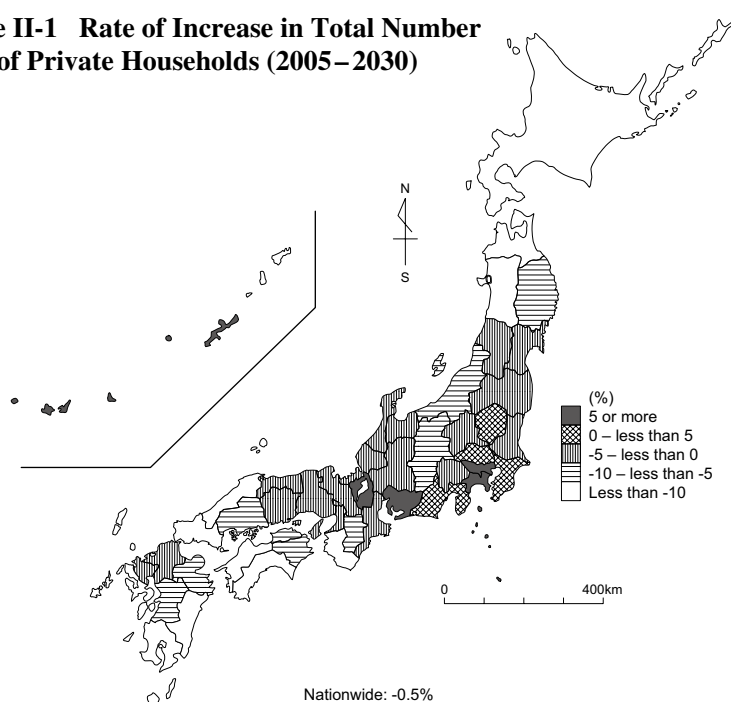 e II-1 Rate of Increase in Total Number
of Private Households (2005–2030)
N
S
(%)
5 or more
0 – less than 5
-5 – less than 0
-10 – less than -5
Less than -10
0 400km
Nationwide: -0.5%